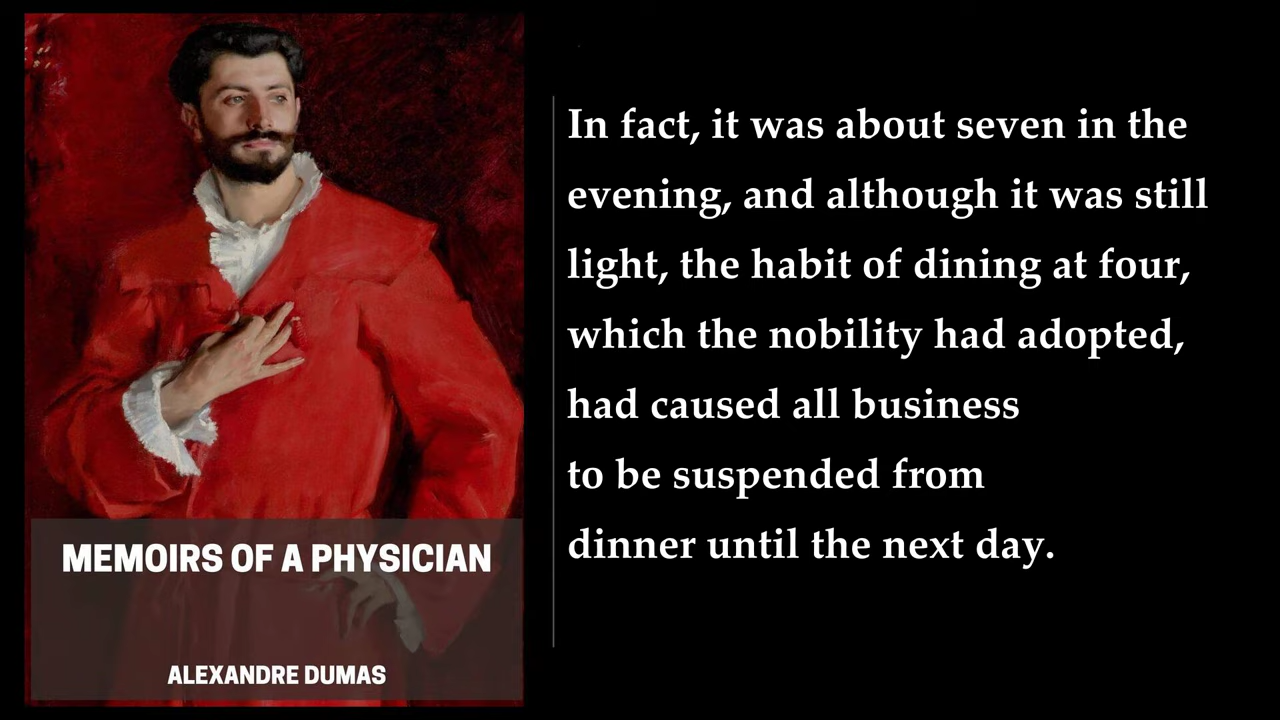 MEMOIRS OF A PHYSICIAN
ALEXANDRE DUMAS
In fact, it was about seven in the
evening, and although it was still
light, the habit of dining at four,
which the nobility had adopted,
had caused all business
to be suspended from
dinner until the next day.